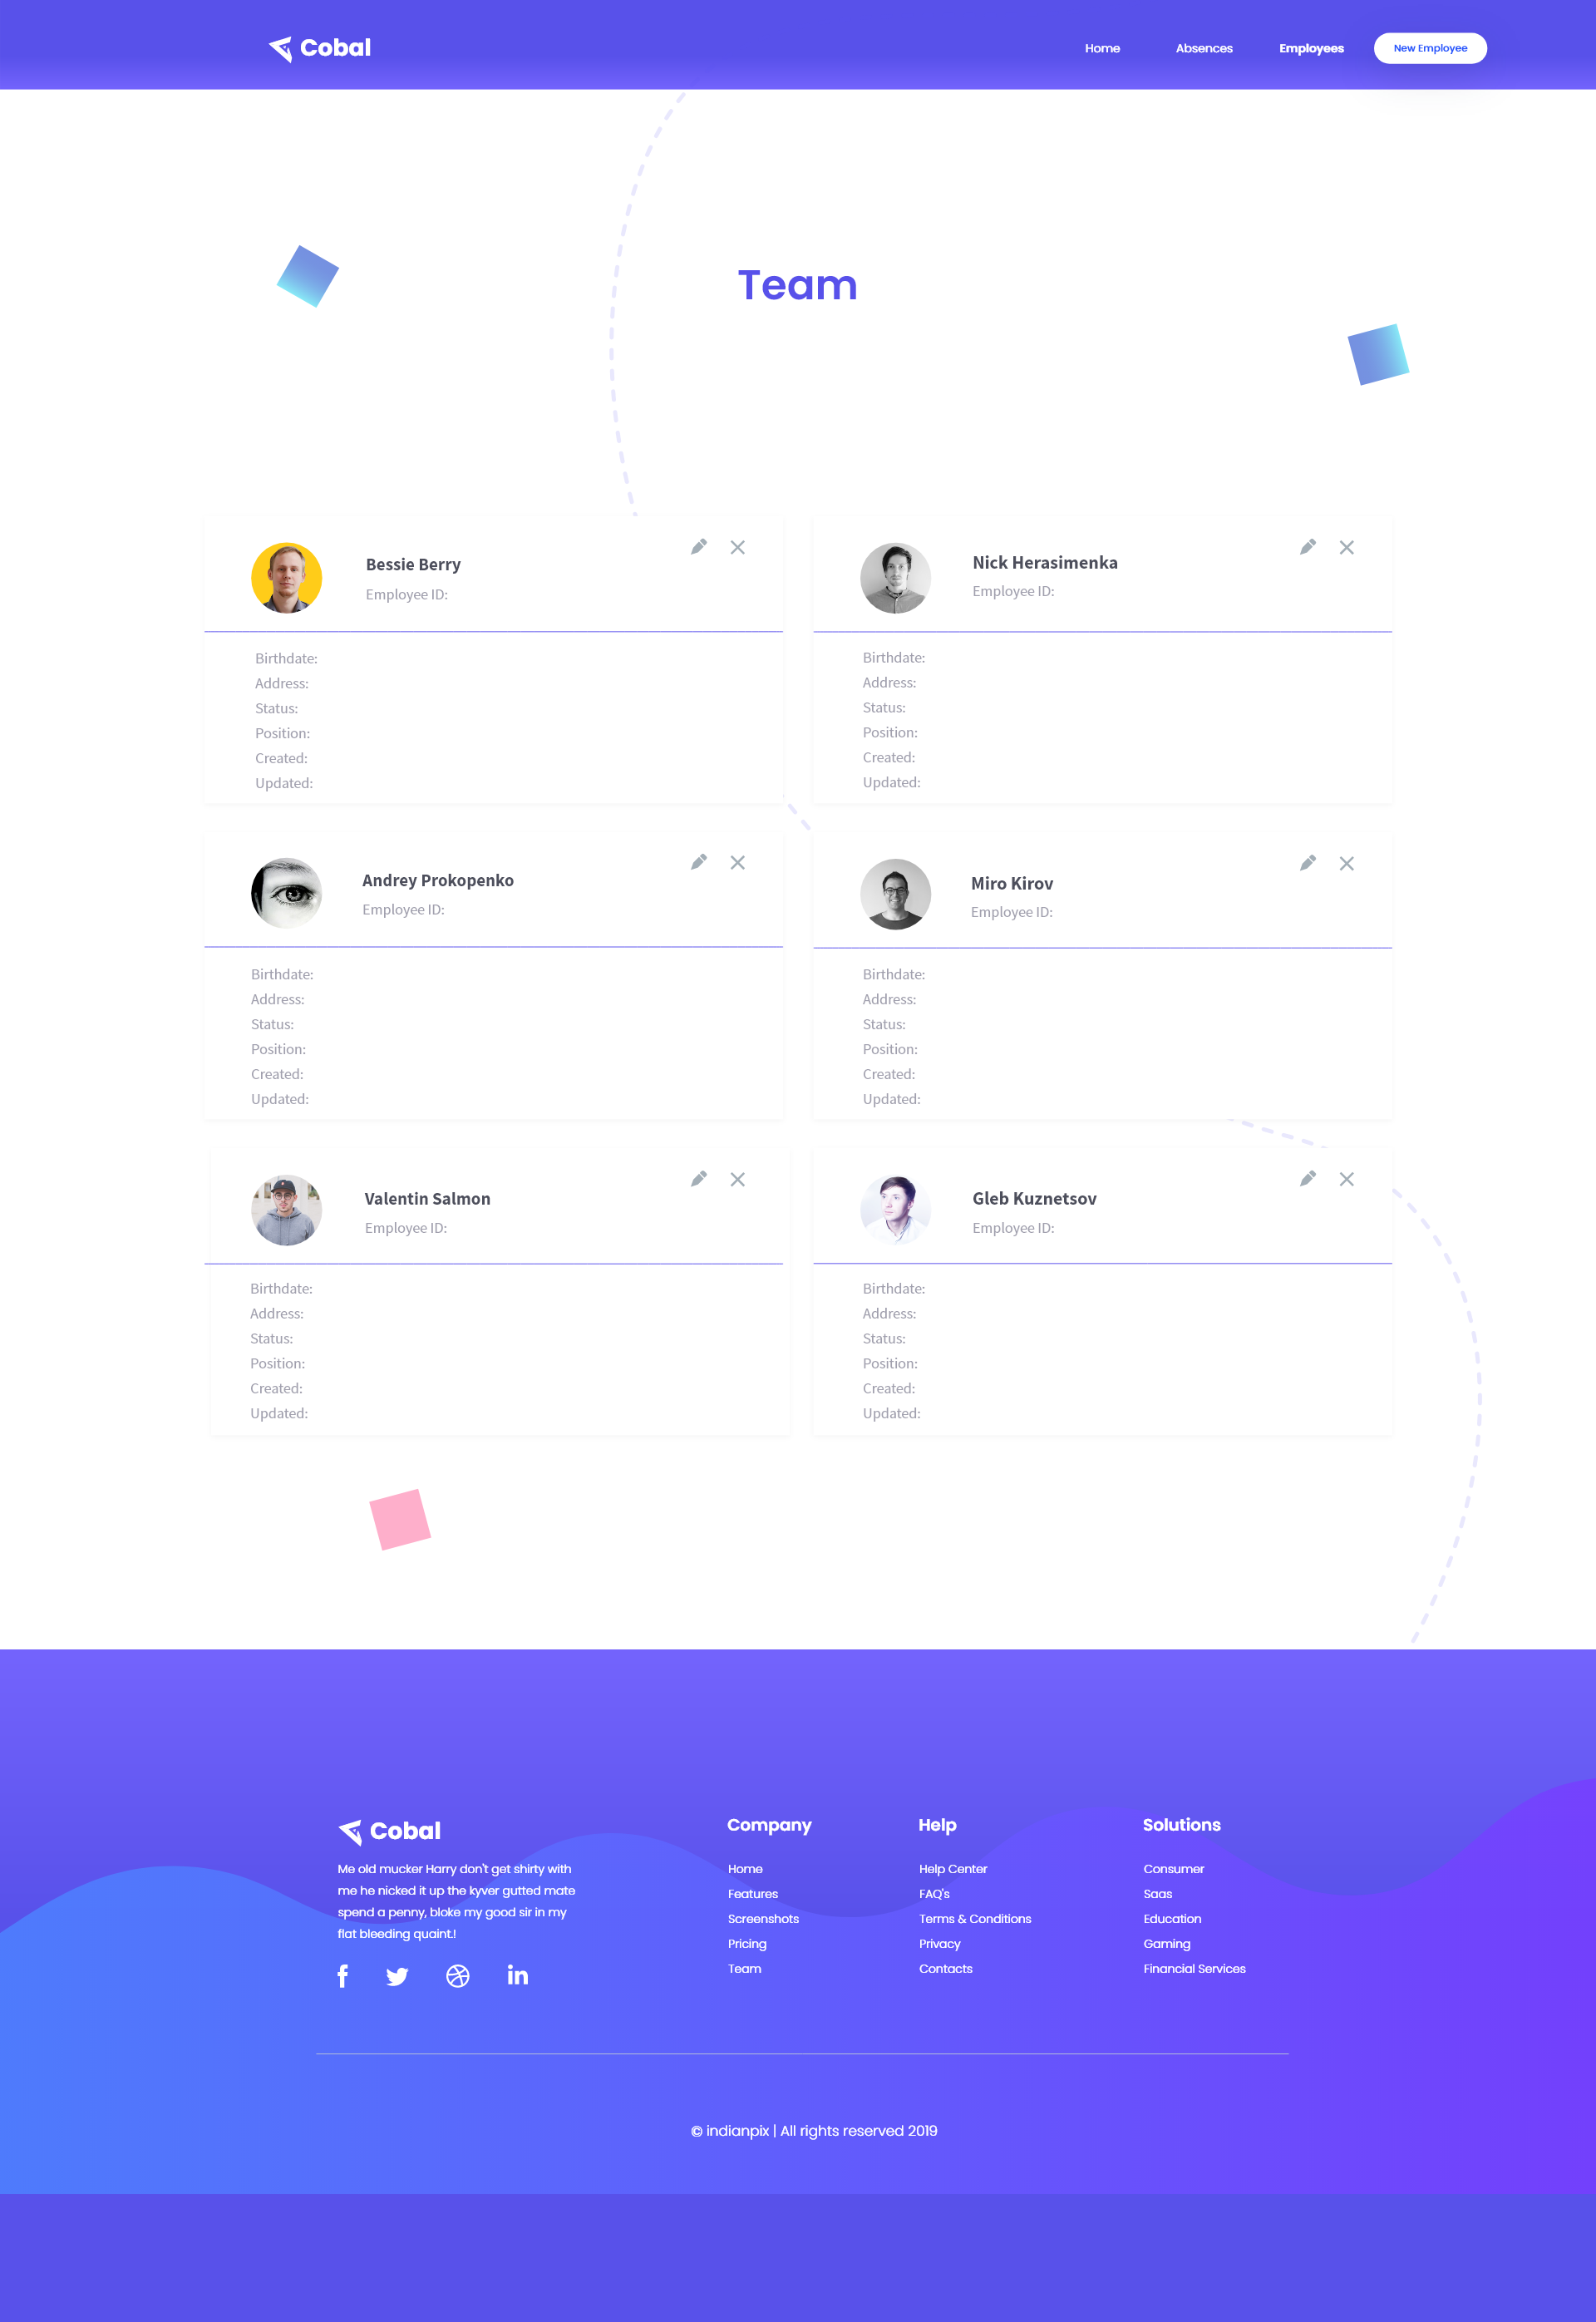 Cobal
Home Absences Employees New Employee
Team
Bessie Berry
Employee ID:
Birthdate:
Address:
Status:
Position:
Created:
Updated:
Nick Herasimenka
Employee ID:
Birthdate:
Address:
Status:
Position:
Created:
Updated:
Andrey Prokopenko
Employee ID:
Birthdate:
Address:
Status:
Position:
Created:
Updated:
Miro Kirov
Employee ID:
Birthdate:
Address:
Status:
Position:
Created:
Updated:
Valentin Salmon
Employee ID:
Birthdate:
Address:
Status:
Position:
Created:
Updated:
Gleb Kuznetsov
Employee ID:
Birthdate:
Address:
Status:
Position:
Created:
Updated:
Cobal
Me old mucker Harry don't get shirty with
me he nicked it up the kyver gutted mate
spend a penny, bloke my good sir in my
flat bleeding quaint.!
Company
Home
Features
Screenshots
Pricing
Team
Help
Help Center
FAQ's
Terms & Conditions
Privacy
Contacts
Solutions
Consumer
Saas
Education
Gaming
Financial Services
© indianpix | All rights reserved 2019